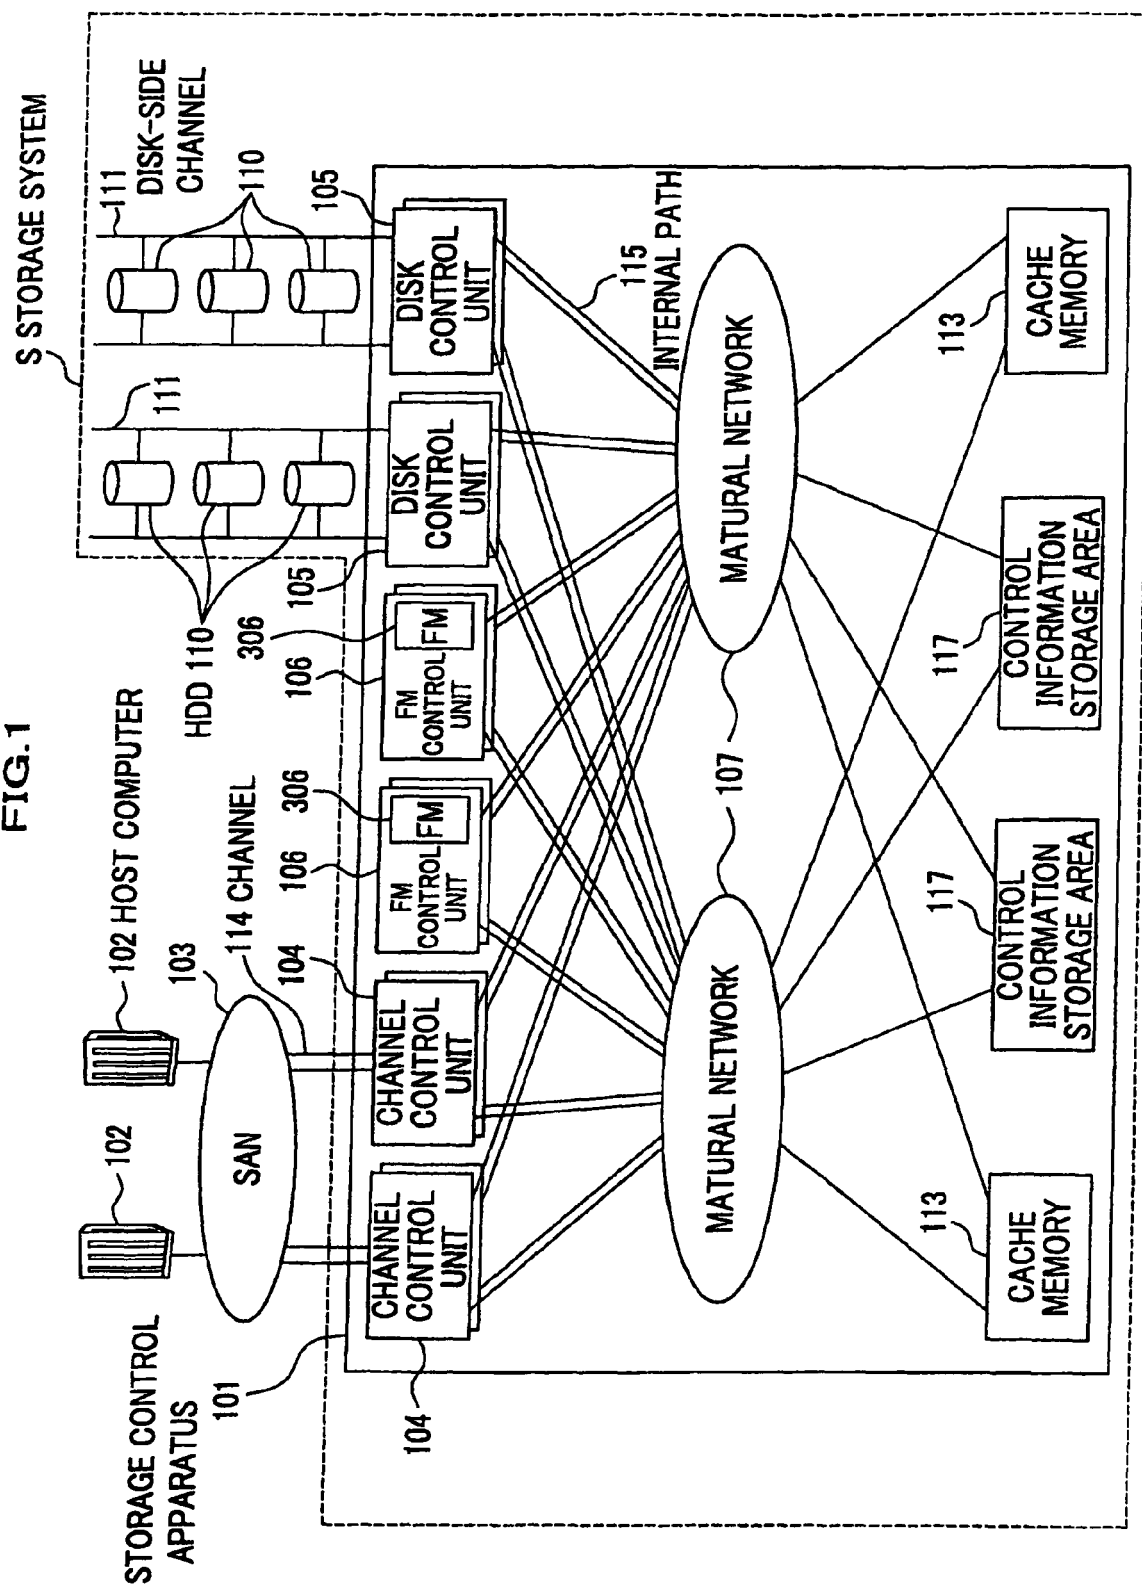 FIG.1
S STORAGE SYSTEM
102 HOST COMPUTER
102
103
SAN
114 CHANNEL
STORAGE CONTROL
APPARATUS
101
HDD 110
111
111
DISK-SIDE
CHANNEL
110
104
CHANNEL
CONTROL
UNIT
104
CHANNEL
CONTROL
UNIT
106
306
FM
CONTROL
UNIT
FM
106
306
FM
CONTROL
UNIT
FM
105
DISK
CONTROL
UNIT
105
DISK
CONTROL
UNIT
115
INTERNAL PATH
MATURAL NETWORK
107
MATURAL NETWORK
113
CACHE
MEMORY
117
CONTROL
INFORMATION
STORAGE AREA
117
CONTROL
INFORMATION
STORAGE AREA
113
CACHE
MEMORY